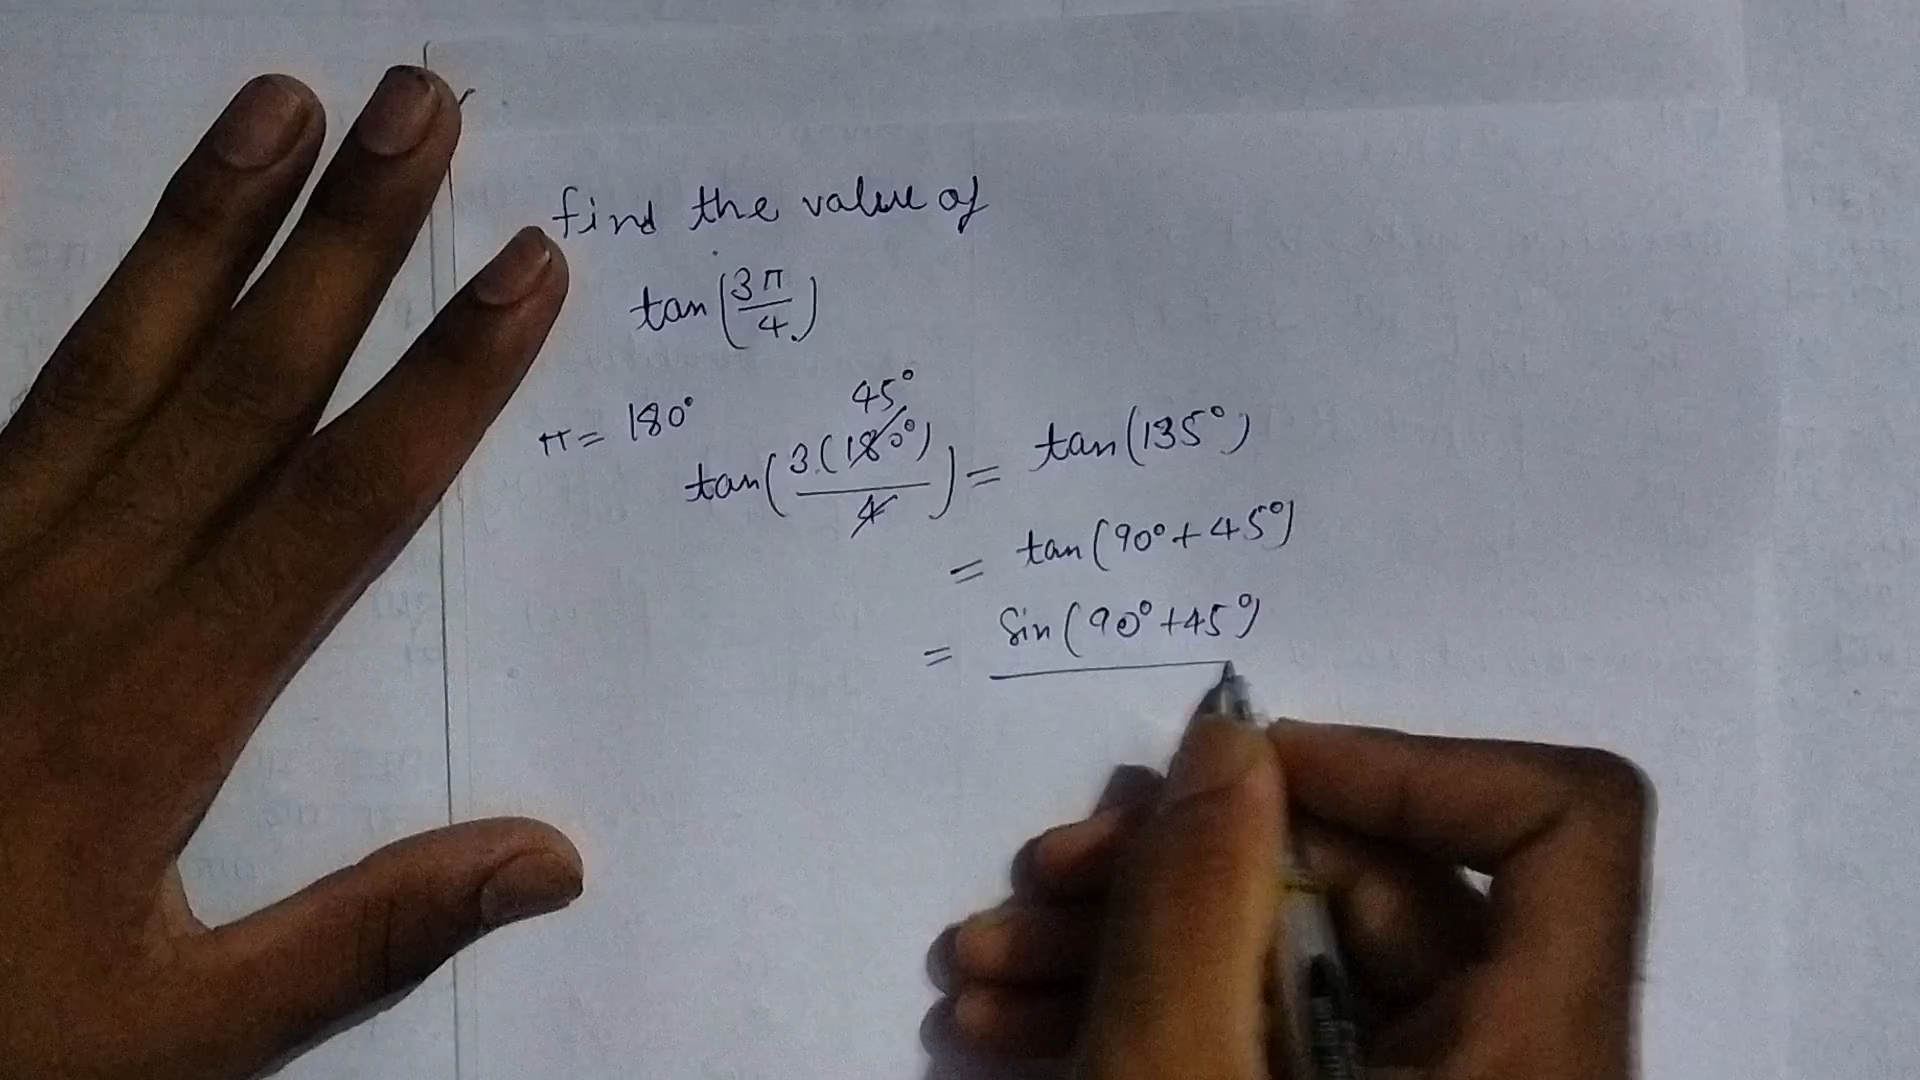 find the value of
tan(3π/4)
π = 180°
45°
tan(3(180°)/4) = tan(135°)
= tan(90°+45°)
= Sin(90°+45°)